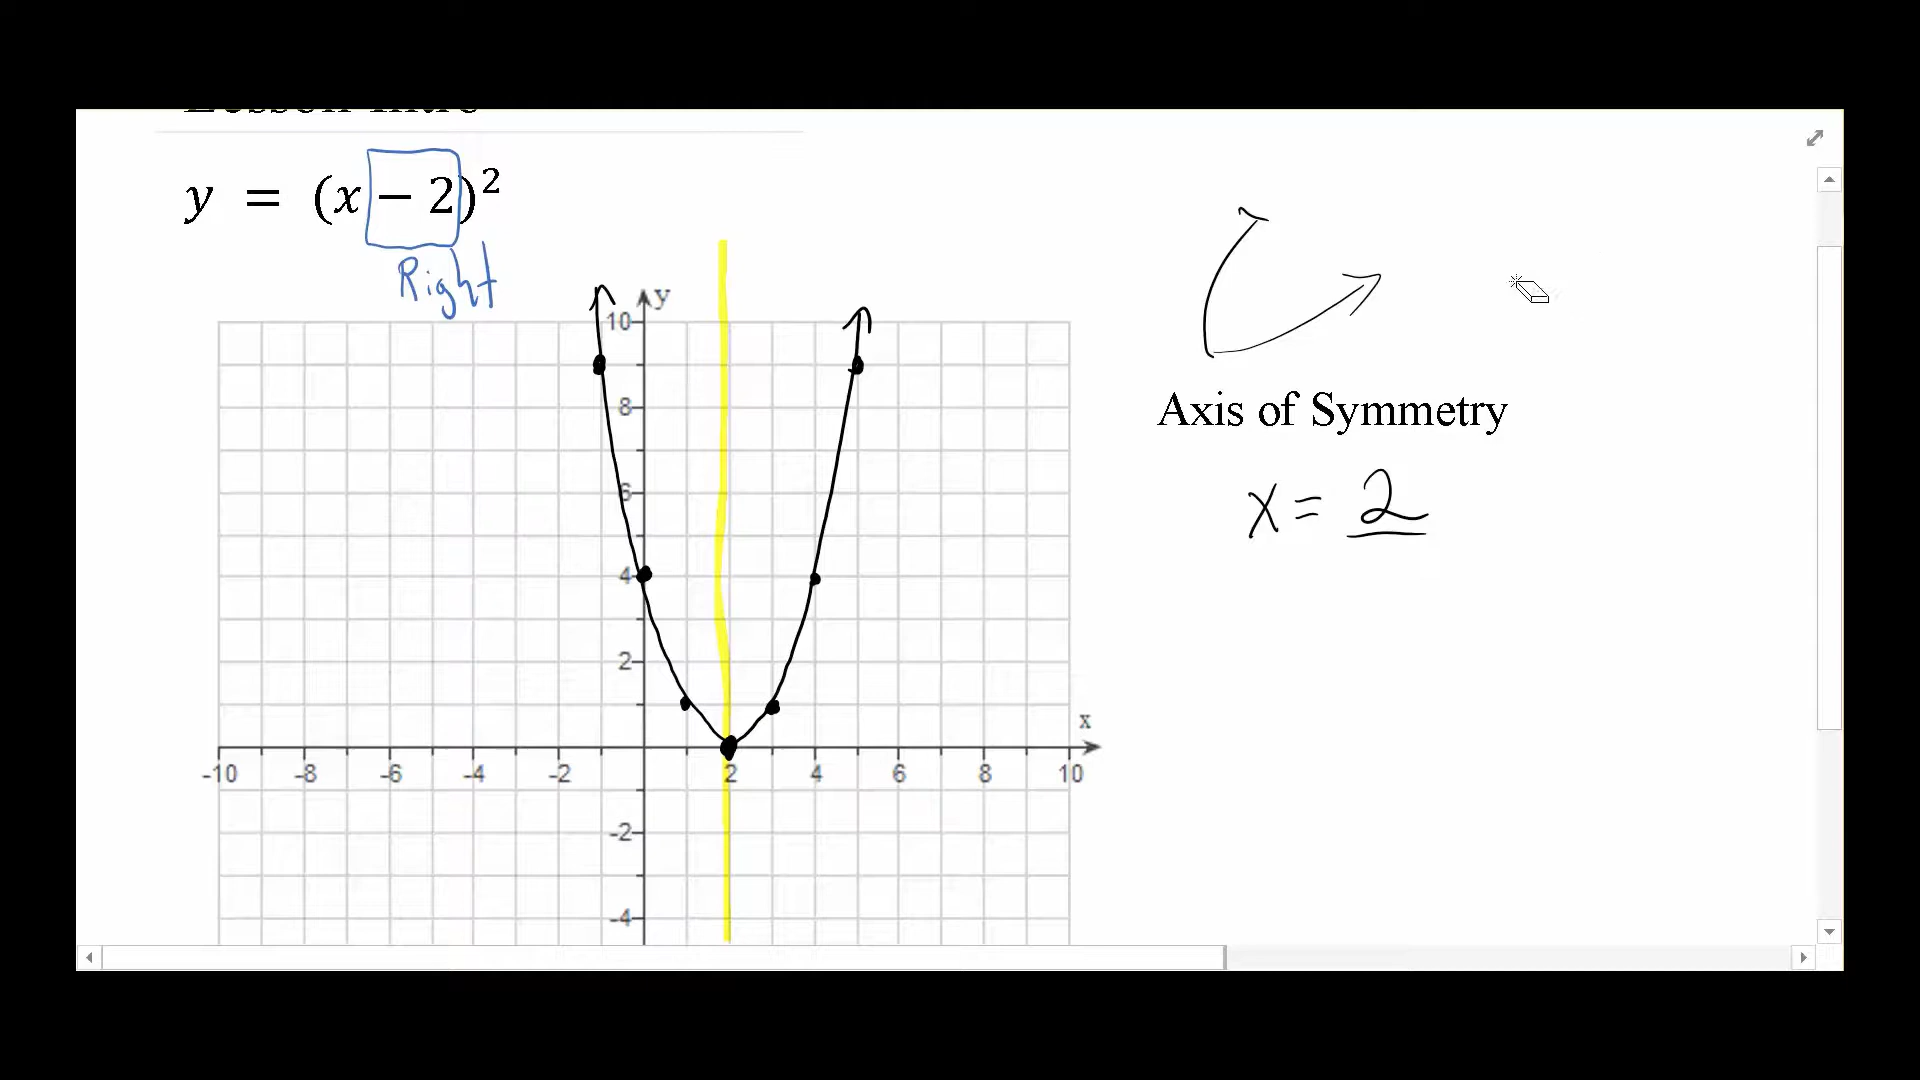 y = (x − 2)²
Right
y
10
8
6
4
2
x
-10 -8 -6 -4 -2 2 4 6 8 10
-2
-4
Axis of Symmetry
x = 2